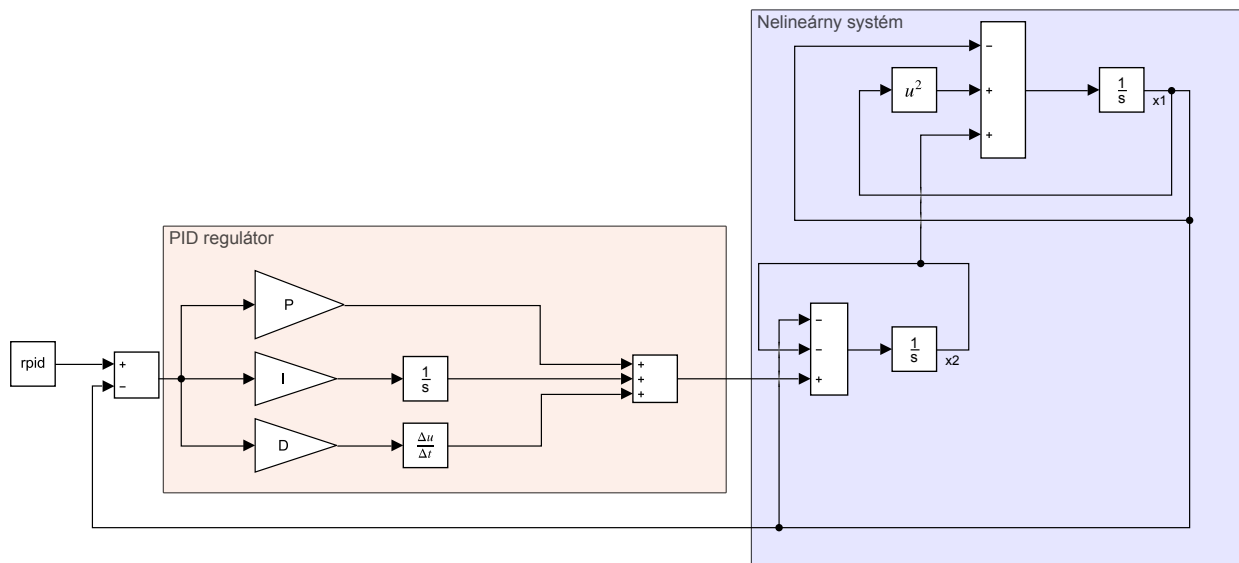 Nelineárny systém
−
u²
+
1/s
x1
+
PID regulátor
P
rpid
+
−
I
1/s
+
+
+
D
Δu/Δt
−
−
+
1/s
x2